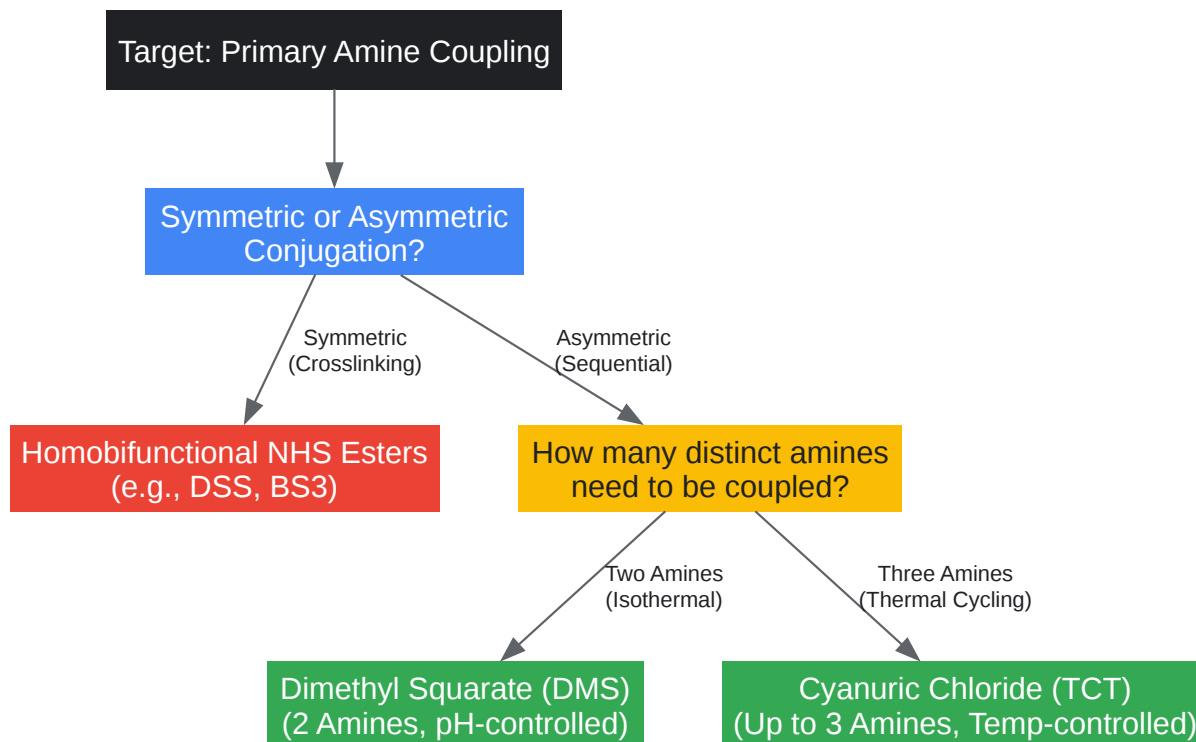 Target: Primary Amine Coupling
Symmetric or Asymmetric
Conjugation?
Symmetric
(Crosslinking)
Asymmetric
(Sequential)
Homobifunctional NHS Esters
(e.g., DSS, BS3)
How many distinct amines
need to be coupled?
Two Amines
(Isothermal)
Three Amines
(Thermal Cycling)
Dimethyl Squarate (DMS)
(2 Amines, pH-controlled)
Cyanuric Chloride (TCT)
(Up to 3 Amines, Temp-controlled)